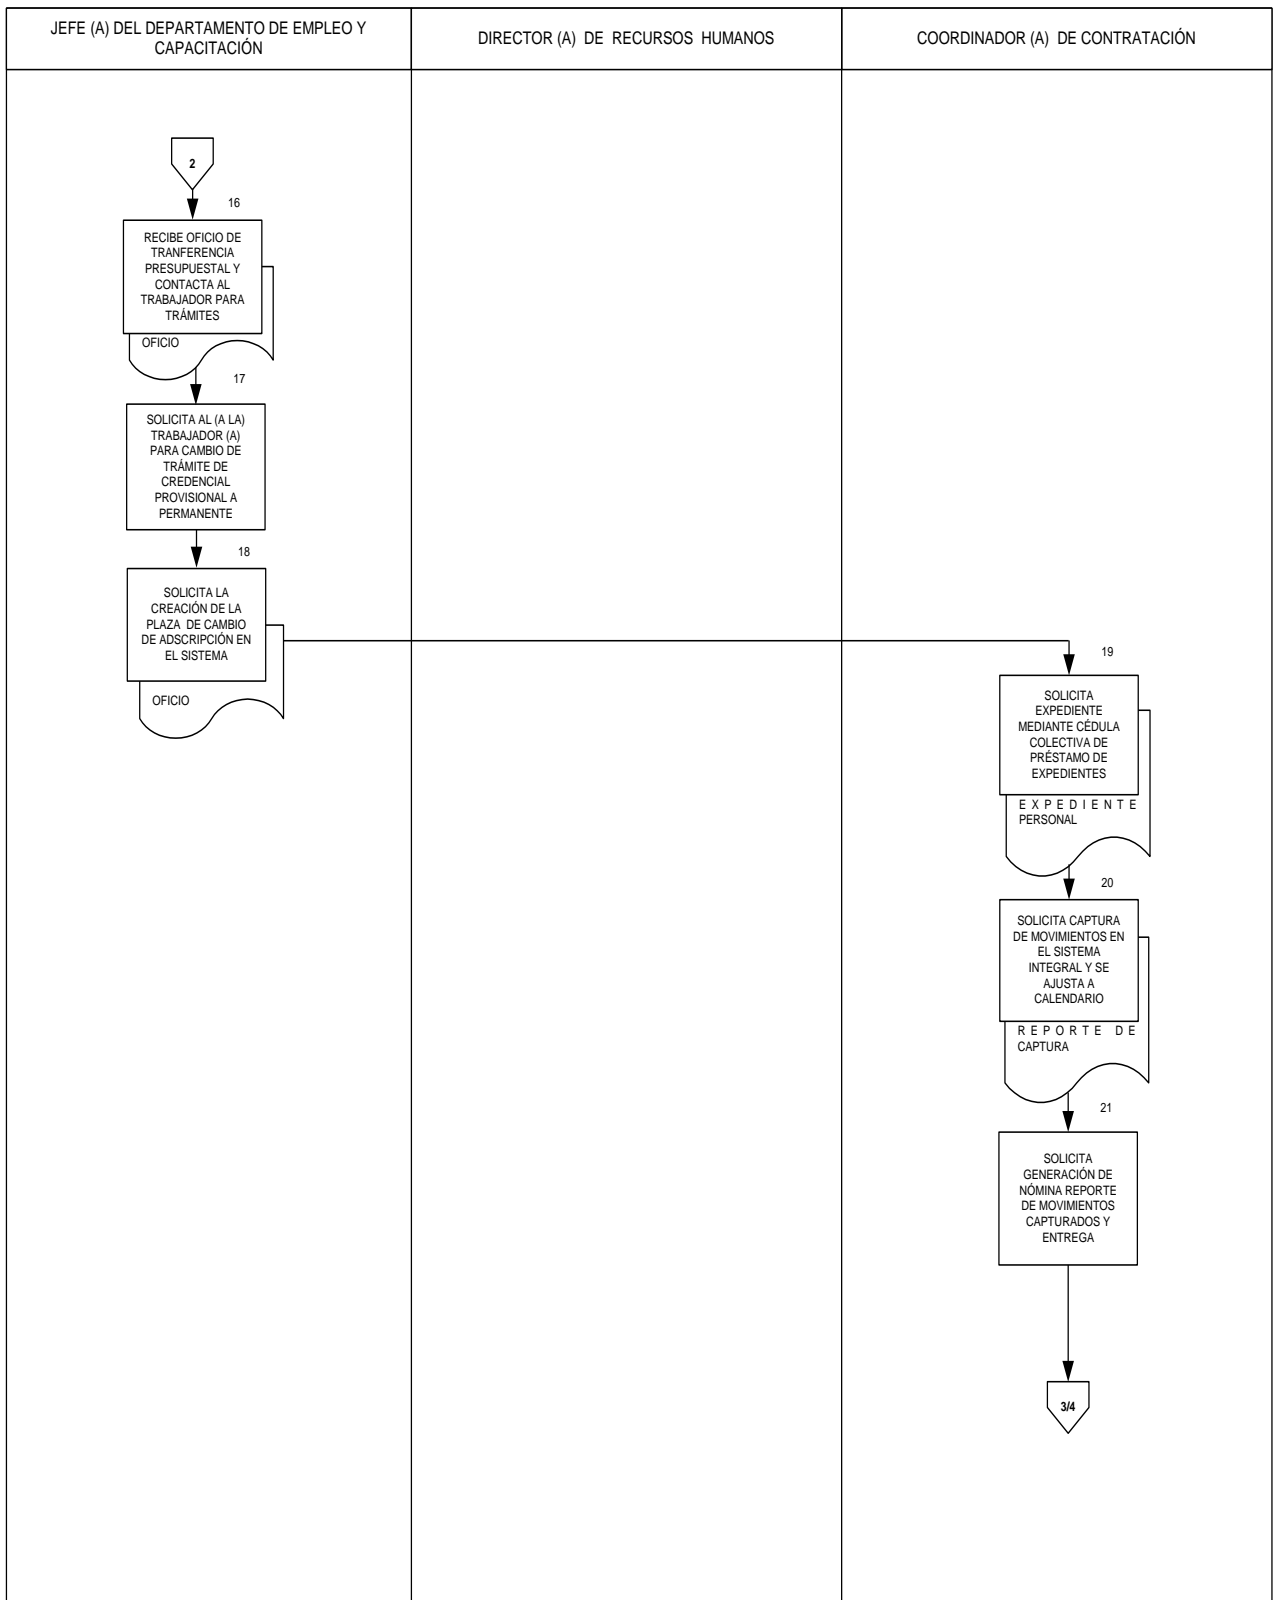 JEFE (A) DEL DEPARTAMENTO DE EMPLEO Y
CAPACITACIÓN
DIRECTOR (A) DE RECURSOS HUMANOS
COORDINADOR (A) DE CONTRATACIÓN
2
16
RECIBE OFICIO DE
TRANFERENCIA
PRESUPUESTAL Y
CONTACTA AL
TRABAJADOR PARA
TRÁMITES
OFICIO
17
SOLICITA AL (A LA)
TRABAJADOR (A)
PARA CAMBIO DE
TRÁMITE DE
CREDENCIAL
PROVISIONAL A
PERMANENTE
18
SOLICITA LA
CREACIÓN DE LA
PLAZA DE CAMBIO
DE ADSCRIPCIÓN EN
EL SISTEMA
OFICIO
19
SOLICITA
EXPEDIENTE
MEDIANTE CÉDULA
COLECTIVA DE
PRÉSTAMO DE
EXPEDIENTES
EXPEDIENTE
PERSONAL
20
SOLICITA CAPTURA
DE MOVIMIENTOS EN
EL SISTEMA
INTEGRAL Y SE
AJUSTA A
CALENDARIO
REPORTE DE
CAPTURA
21
SOLICITA
GENERACIÓN DE
NÓMINA REPORTE
DE MOVIMIENTOS
CAPTURADOS Y
ENTREGA
3/4